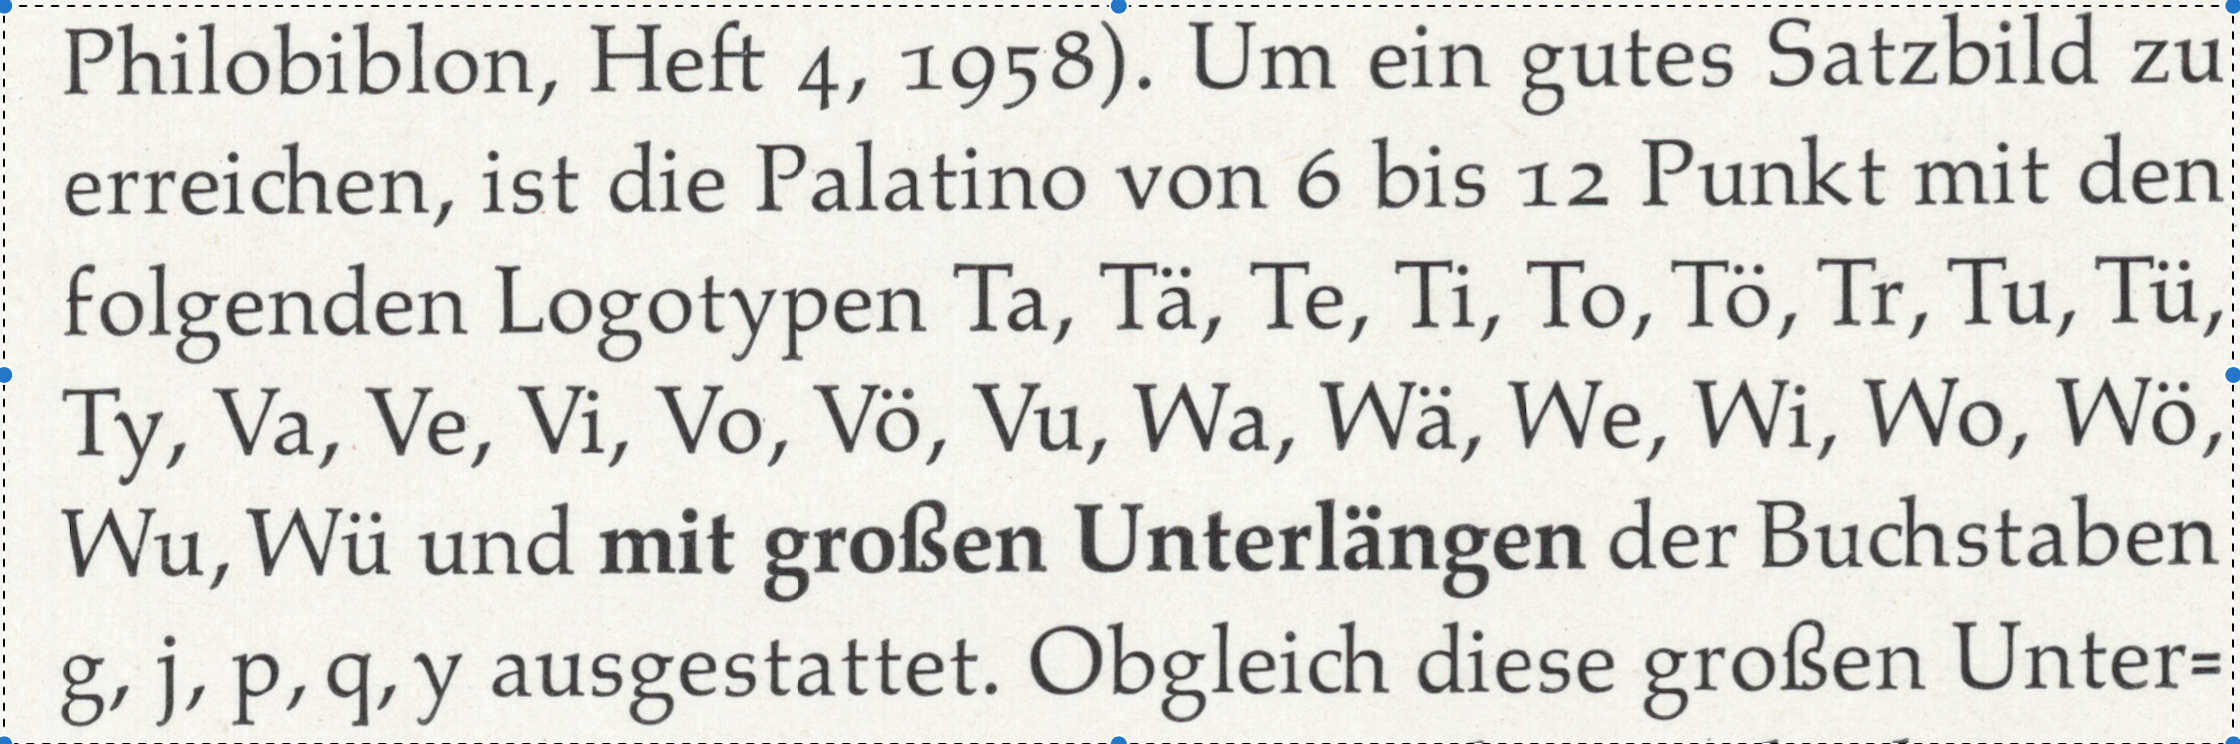 Philobiblon, Heft 4, 1958). Um ein gutes Satzbild zu
erreichen, ist die Palatino von 6 bis 12 Punkt mit den
folgenden Logotypen Ta, Tä, Te, Ti, To, Tö, Tr, Tu, Tü,
Ty, Va, Ve, Vi, Vo, Vö, Vu, Wa, Wä, We, Wi, Wo, Wö,
Wu, Wü und mit großen Unterlängen der Buchstaben
g, j, p, q, y ausgestattet. Obgleich diese großen Unter=